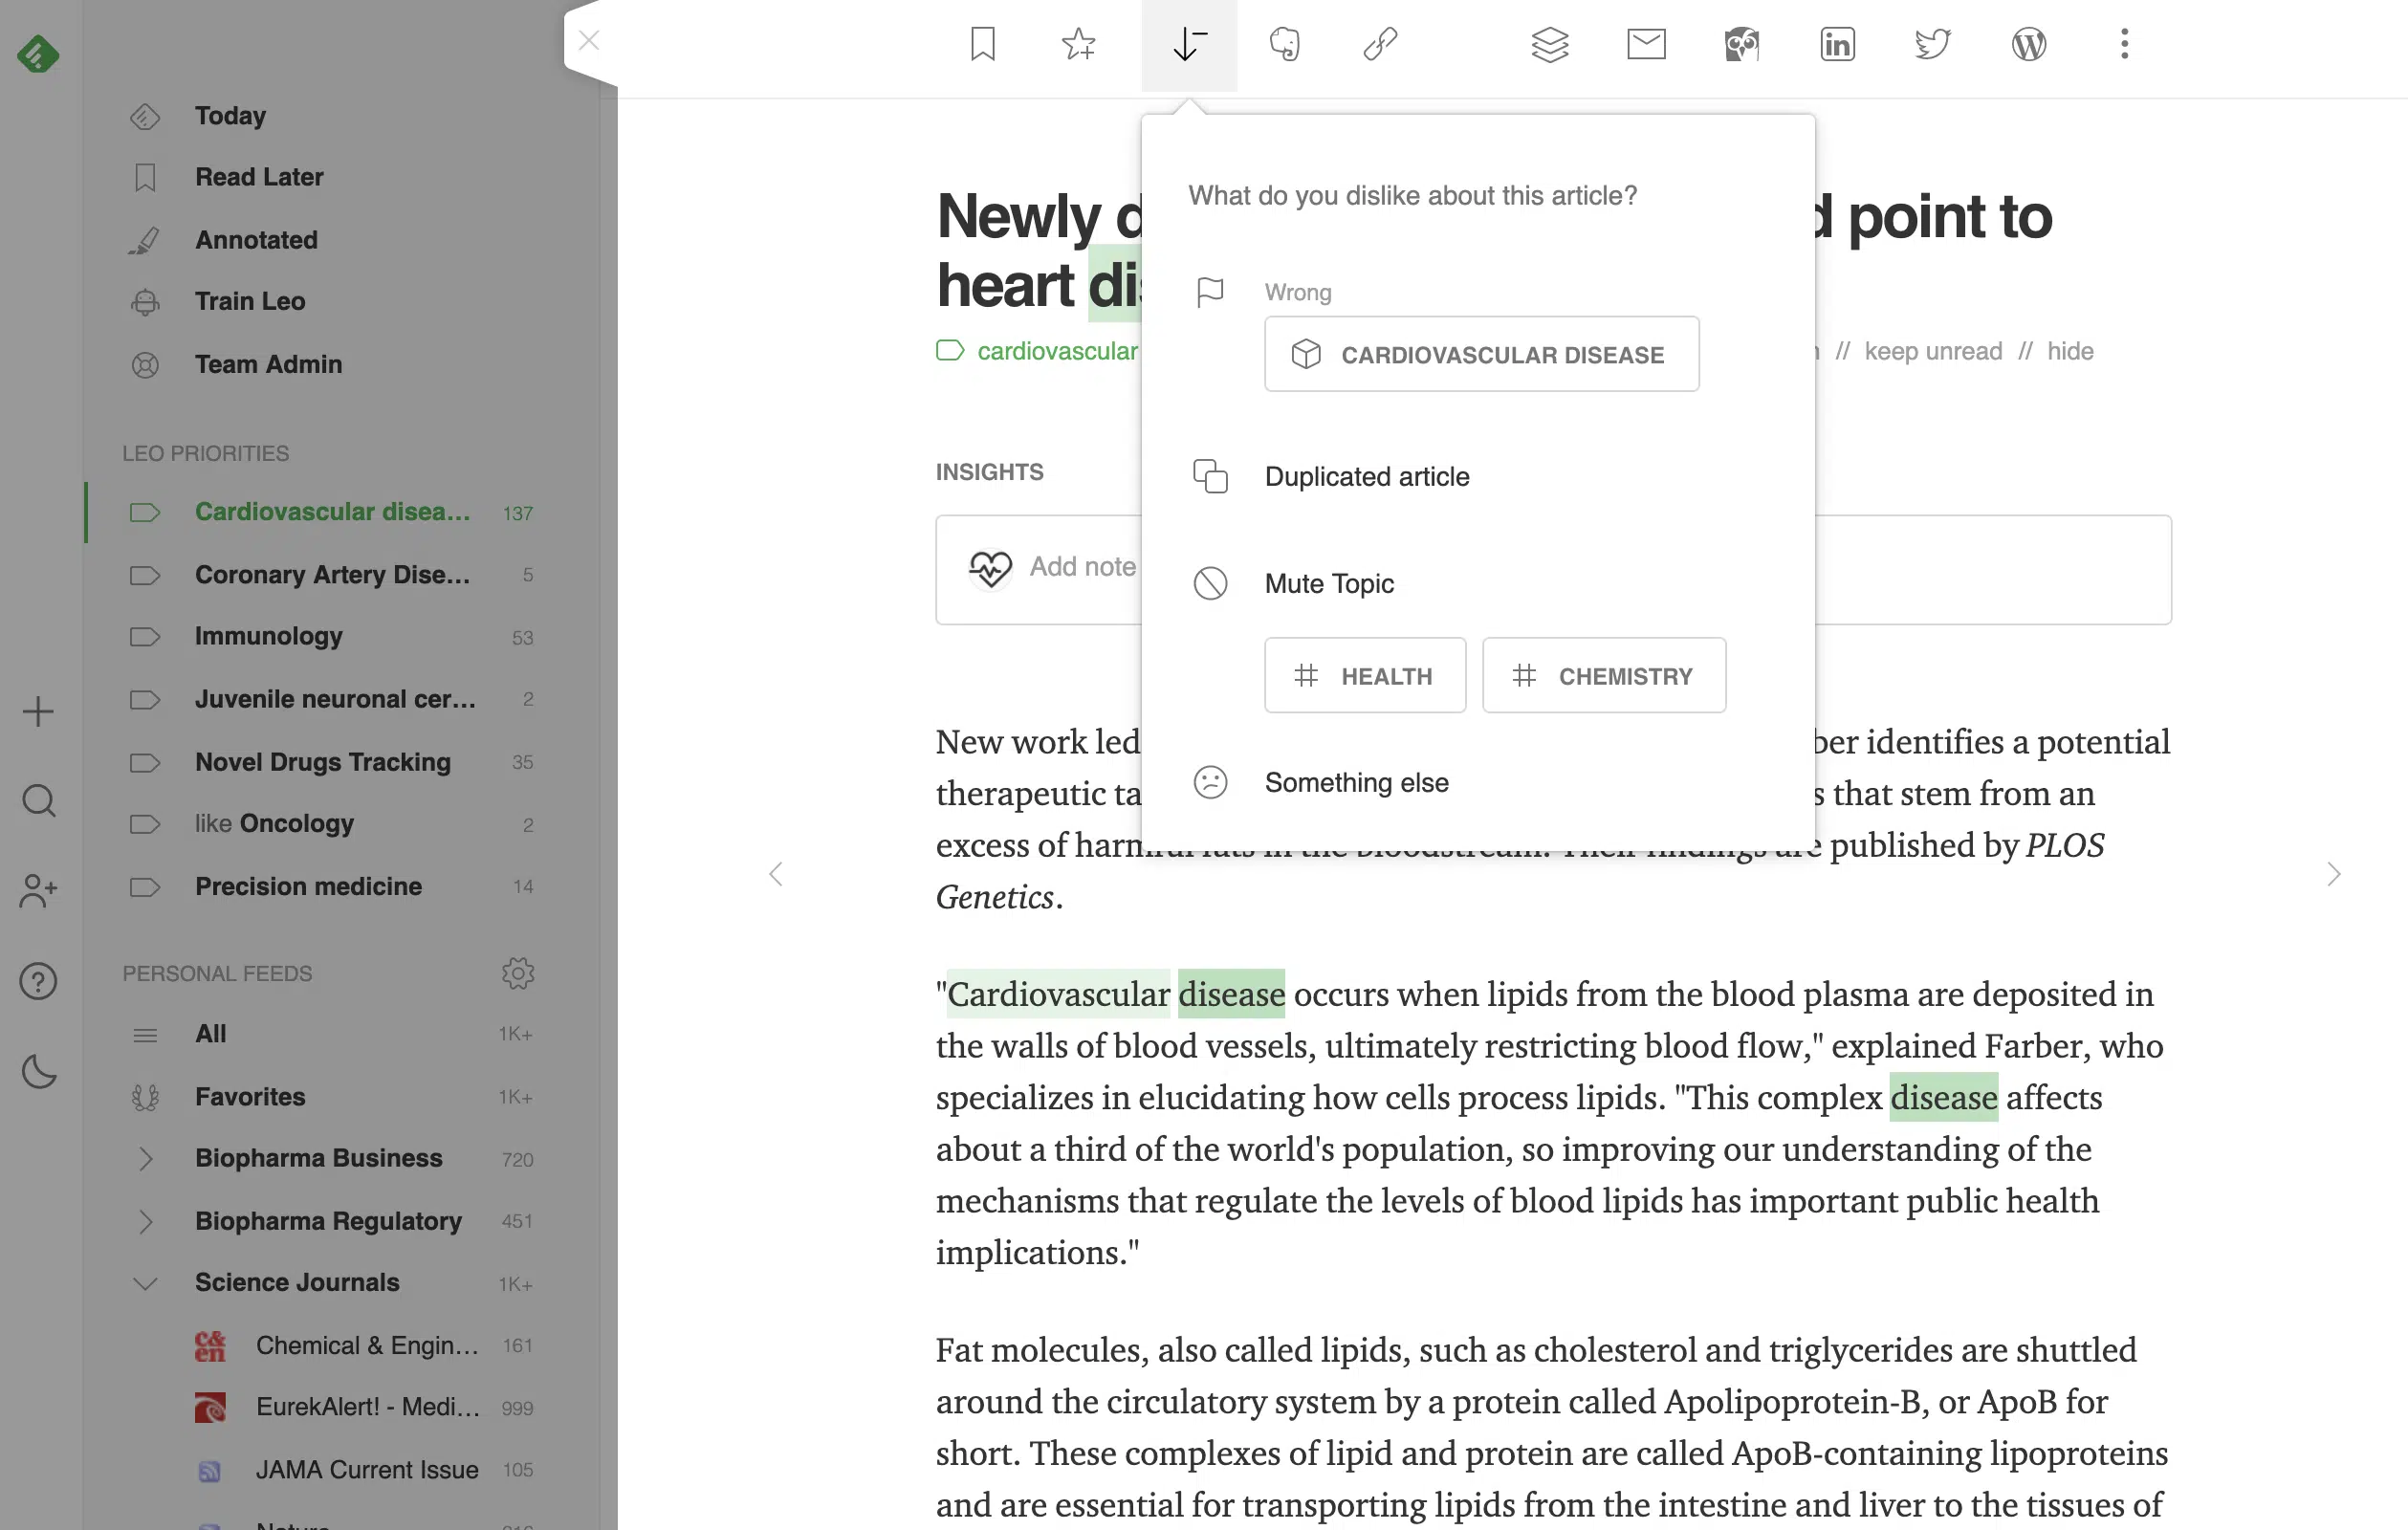 Today
Read Later
Annotated
Train Leo
Team Admin
LEO PRIORITIES
Cardiovascular disea... 137
Coronary Artery Dise... 5
Immunology 53
Juvenile neuronal cer... 2
Novel Drugs Tracking 35
like Oncology 2
Precision medicine 14
PERSONAL FEEDS
All 1K+
Favorites 1K+
Biopharma Business 720
Biopharma Regulatory 451
Science Journals 1K+
c&en Chemical & Engin... 161
EurekAlert! - Medi... 999
JAMA Current Issue 105
What do you dislike about this article?
Wrong
CARDIOVASCULAR DISEASE
Duplicated article
Mute Topic
HEALTH CHEMISTRY
Something else
Newly point to
heart
cardiovascular // keep unread // hide
INSIGHTS
Add note
New work led identifies a potential
therapeutic that stem from an
excess of published by PLOS
Genetics.
"Cardiovascular disease occurs when lipids from the blood plasma are deposited in
the walls of blood vessels, ultimately restricting blood flow," explained Farber, who
specializes in elucidating how cells process lipids. "This complex disease affects
about a third of the world's population, so improving our understanding of the
mechanisms that regulate the levels of blood lipids has important public health
implications."
Fat molecules, also called lipids, such as cholesterol and triglycerides are shuttled
around the circulatory system by a protein called Apolipoprotein-B, or ApoB for
short. These complexes of lipid and protein are called ApoB-containing lipoproteins
and are essential for transporting lipids from the intestine and liver to the tissues of